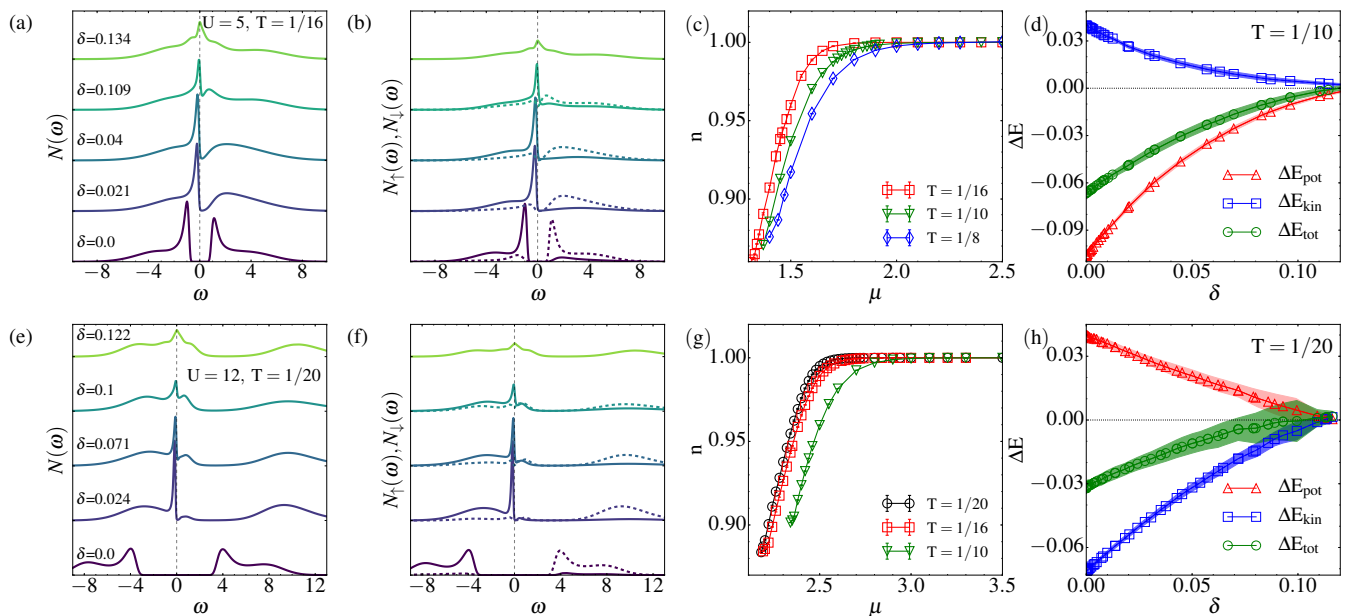 (a)
U = 5, T = 1/16
δ=0.134
δ=0.109
δ=0.04
δ=0.021
δ=0.0
N(ω)
−8 −4 0 4 8
ω
(b)
N↑(ω), N↓(ω)
−8 −4 0 4 8
ω
(c)
n
1.00
0.95
0.90
T = 1/16
T = 1/10
T = 1/8
1.5 2.0 2.5
μ
(d)
T = 1/10
ΔE
0.03
0.00
−0.03
−0.06
−0.09
ΔEpot
ΔEkin
ΔEtot
0.00 0.05 0.10
δ
(e)
δ=0.122
U = 12, T = 1/20
δ=0.1
δ=0.071
δ=0.024
δ=0.0
N(ω)
−8 −4 0 4 8 12
ω
(f)
N↑(ω), N↓(ω)
−8 −4 0 4 8 12
ω
(g)
n
1.00
0.95
0.90
T = 1/20
T = 1/16
T = 1/10
2.5 3.0 3.5
μ
(h)
T = 1/20
ΔE
0.03
0.00
−0.03
−0.06
ΔEpot
ΔEkin
ΔEtot
0.00 0.05 0.10
δ